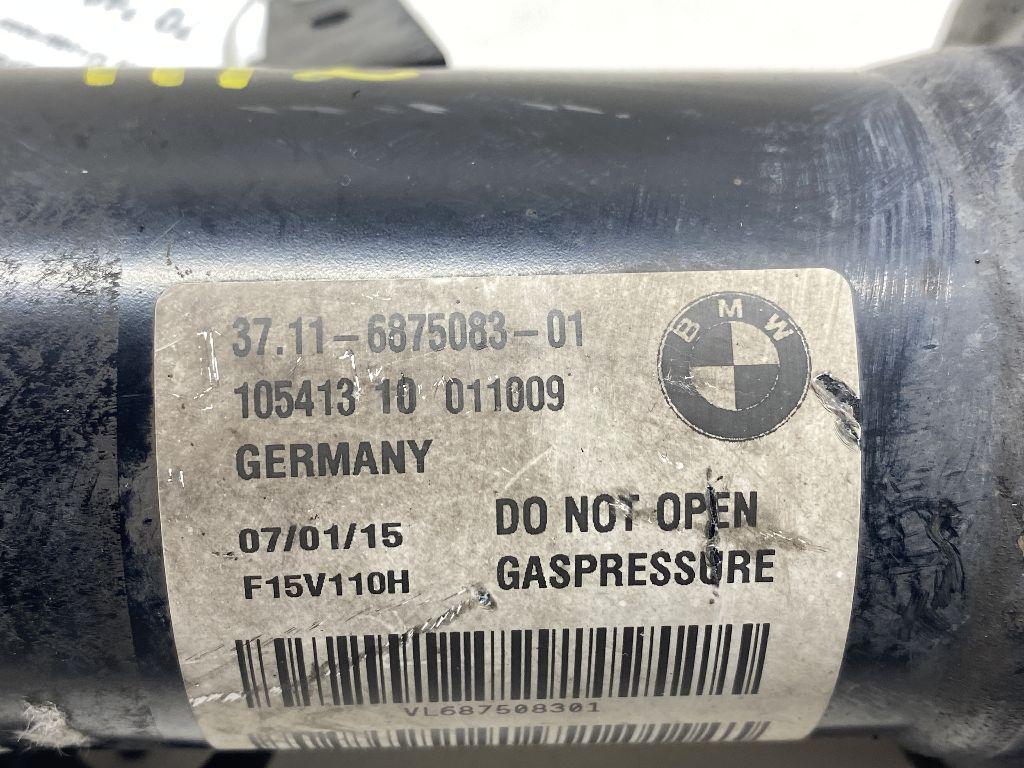 37.11-6875083-01
BMW
105413 10 011009
GERMANY
07/01/15
DO NOT OPEN
F15V110H
GASPRESSURE
VL687508301